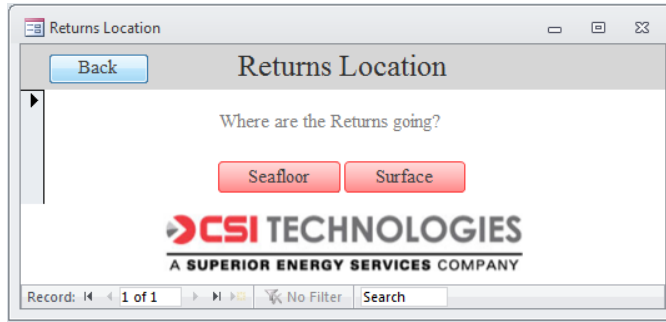 Returns Location
Back Returns Location
Where are the Returns going?
Seafloor Surface
CSI TECHNOLOGIES
A SUPERIOR ENERGY SERVICES COMPANY
Record: 1 of 1 No Filter Search